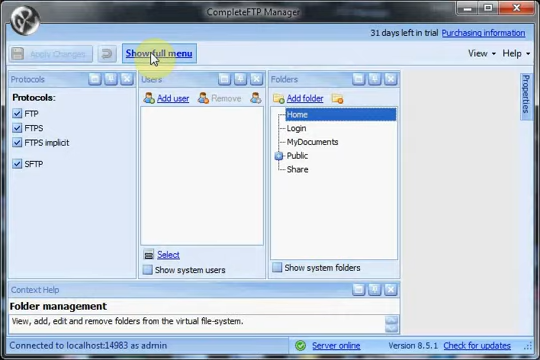 CompleteFTP Manager
31 days left in trial Purchasing information
Apply Changes Show full menu View Help
Protocols Users Folders
Protocols: Add user Remove Add folder
FTP
FTPS
FTPS implicit
SFTP
Home
Login
MyDocuments
Public
Share
Properties
Select
Show system users Show system folders
Context Help
Folder management
View, add, edit and remove folders from the virtual file-system.
Connected to localhost:14983 as admin Server online Version 8.5.1 Check for updates